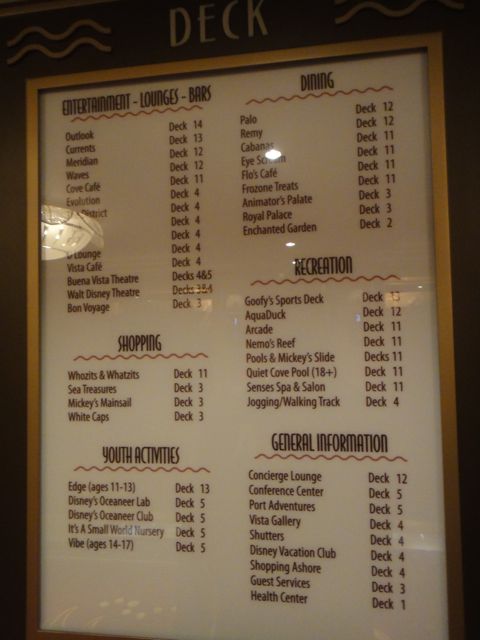 DECK
ENTERTAINMENT - LOUNGES - BARS
Outlook Deck 14
Currents Deck 13
Meridian Deck 12
Waves Deck 12
Cove Café Deck 11
Evolution Deck 4
District Deck 4
Deck 4
Deck 4
D Lounge Deck 4
Vista Café Deck 4
Buena Vista Theatre Decks 4&5
Walt Disney Theatre Decks 3&4
Bon Voyage Deck 3
SHOPPING
Whozits & Whatzits Deck 11
Sea Treasures Deck 3
Mickey's Mainsail Deck 3
White Caps Deck 3
YOUTH ACTIVITIES
Edge (ages 11-13) Deck 13
Disney's Oceaneer Lab Deck 5
Disney's Oceaneer Club Deck 5
It's A Small World Nursery Deck 5
Vibe (ages 14-17) Deck 5
DINING
Palo Deck 12
Remy Deck 12
Cabanas Deck 11
Eye Scream Deck 11
Flo's Café Deck 11
Frozone Treats Deck 11
Animator's Palate Deck 3
Royal Palace Deck 3
Enchanted Garden Deck 2
RECREATION
Goofy's Sports Deck Deck 13
AquaDuck Deck 12
Arcade Deck 11
Nemo's Reef Deck 11
Pools & Mickey's Slide Decks 11
Quiet Cove Pool (18+) Deck 11
Senses Spa & Salon Deck 11
Jogging/Walking Track Deck 4
GENERAL INFORMATION
Concierge Lounge Deck 12
Conference Center Deck 5
Port Adventures Deck 5
Vista Gallery Deck 4
Shutters Deck 4
Disney Vacation Club Deck 4
Shopping Ashore Deck 4
Guest Services Deck 3
Health Center Deck 1